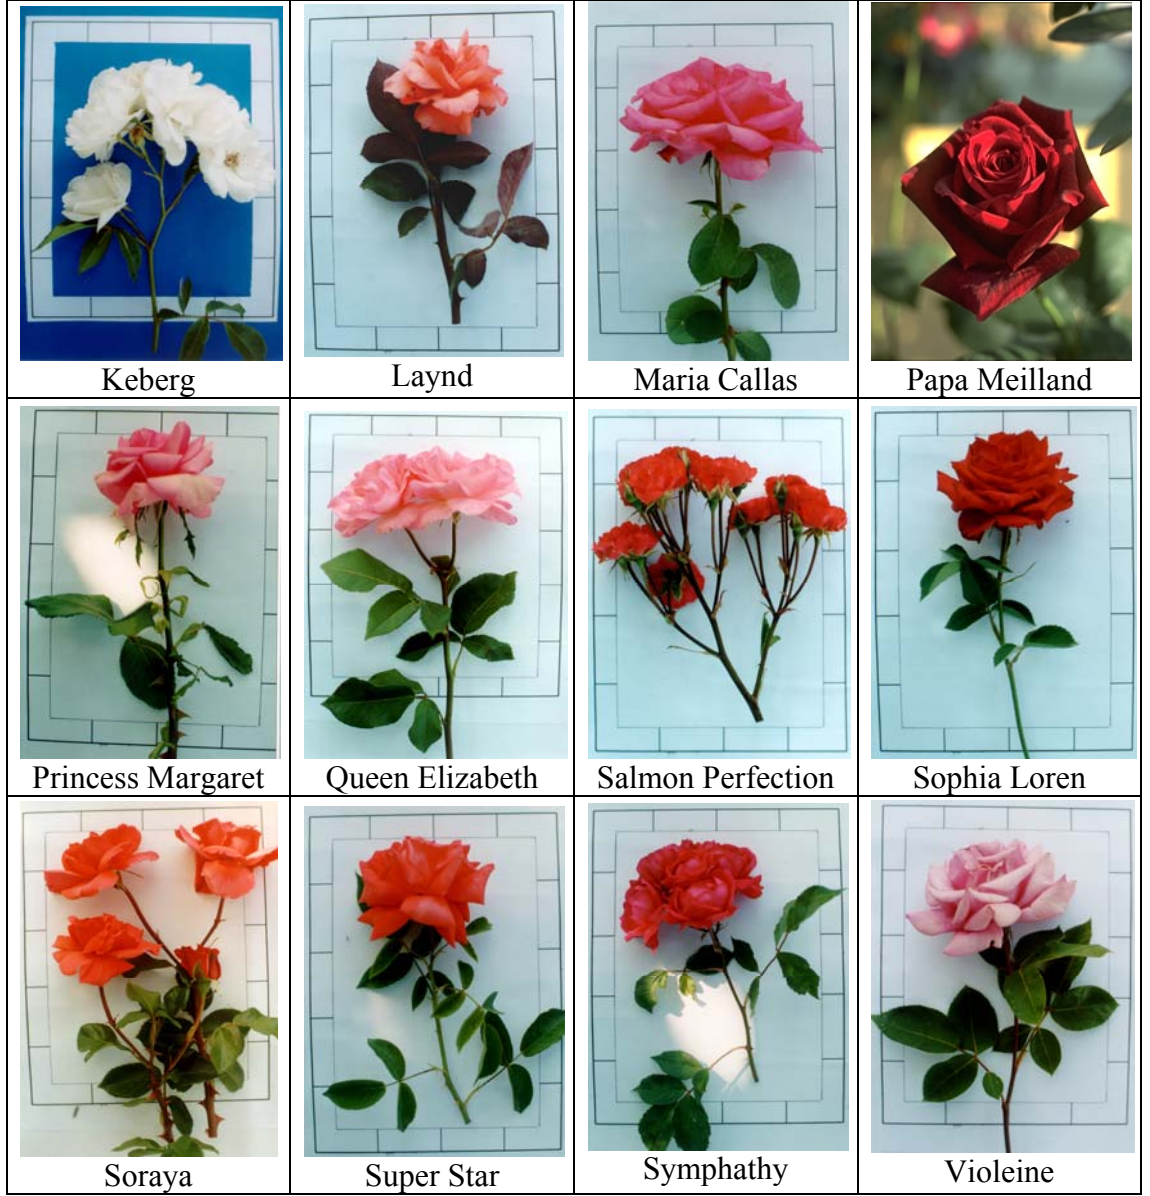 Keberg
Laynd
Maria Callas
Papa Meilland
Princess Margaret
Queen Elizabeth
Salmon Perfection
Sophia Loren
Soraya
Super Star
Symphathy
Violeine